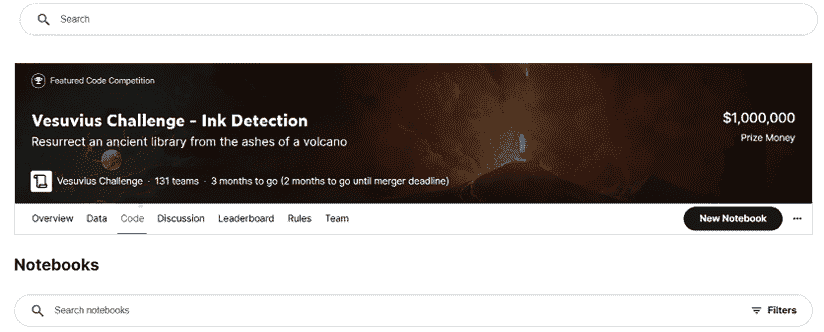 Search
Featured Code Competition
Vesuvius Challenge - Ink Detection
$1,000,000
Resurrect an ancient library from the ashes of a volcano
Prize Money
Vesuvius Challenge · 131 teams · 3 months to go (2 months to go until merger deadline)
Overview Data Code Discussion Leaderboard Rules Team New Notebook ...
Notebooks
Search notebooks Filters